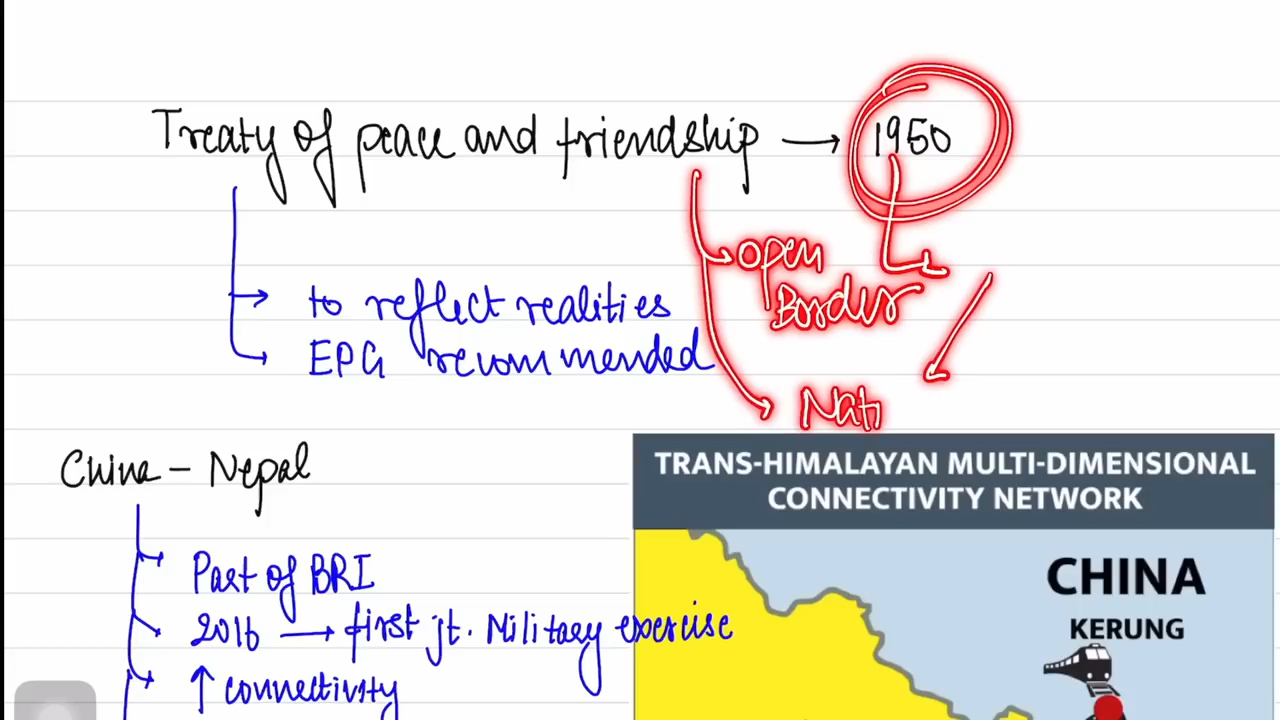 Treaty of peace and friendship → 1950
open
Border
to reflect realities
EPG recommended
Nati
China – Nepal
Part of BRI
2016 → first jt. Military exercise
↑ connectivity
TRANS-HIMALAYAN MULTI-DIMENSIONAL
CONNECTIVITY NETWORK
CHINA
KERUNG